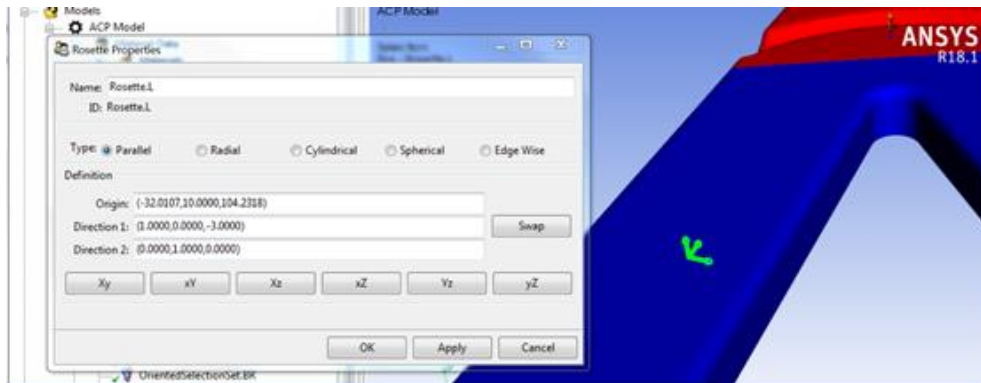 Models
ACP Model
ACP Model
Rosette Properties
Name: Rosette.L
ID: Rosette.L
Type: Parallel Radial Cylindrical Spherical Edge Wise
Definition
Origin: (-32.0107,10.0000,104.2318)
Direction 1: (1.0000,0.0000,-3.0000)
Swap
Direction 2: (0.0000,1.0000,0.0000)
Xy xY Xz xZ Yz yZ
OK Apply Cancel
OrientedSelectionSet.BK
ANSYS
R18.1